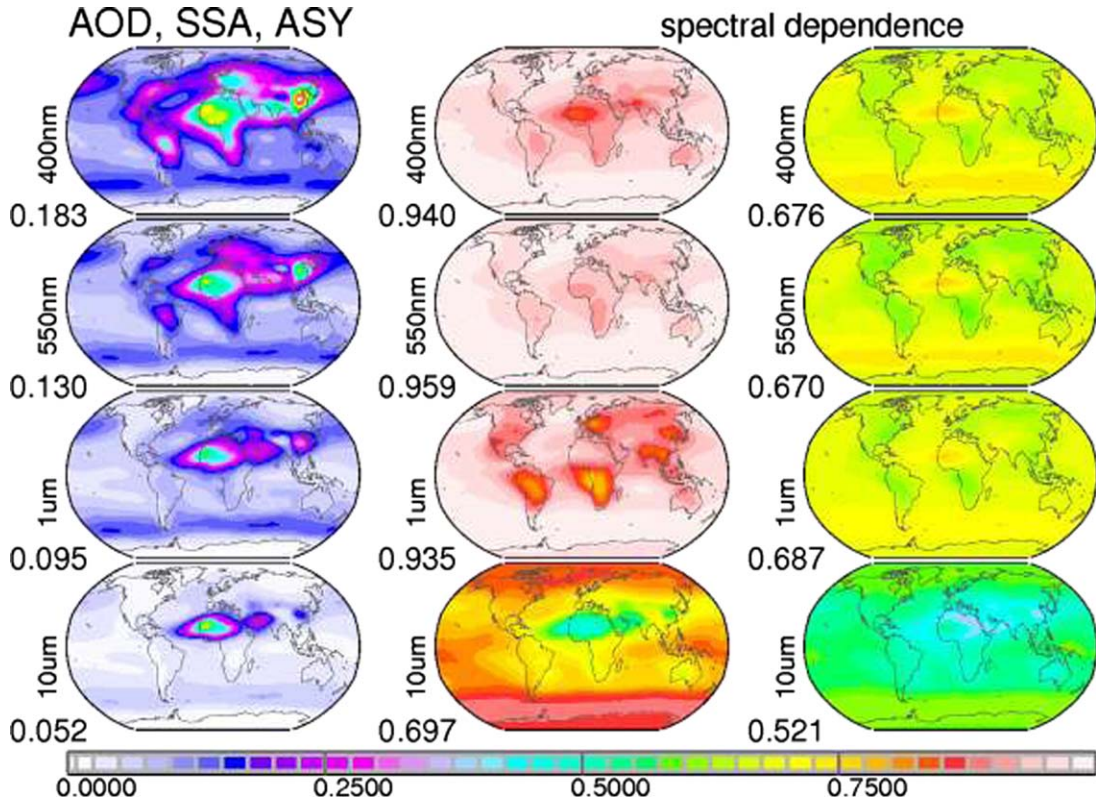 AOD, SSA, ASY spectral dependence
400nm 400nm 400nm
0.183 0.940 0.676
550nm 550nm 550nm
0.130 0.959 0.670
1um 1um 1um
0.095 0.935 0.687
10um 10um 10um
0.052 0.697 0.521
0.0000 0.2500 0.5000 0.7500